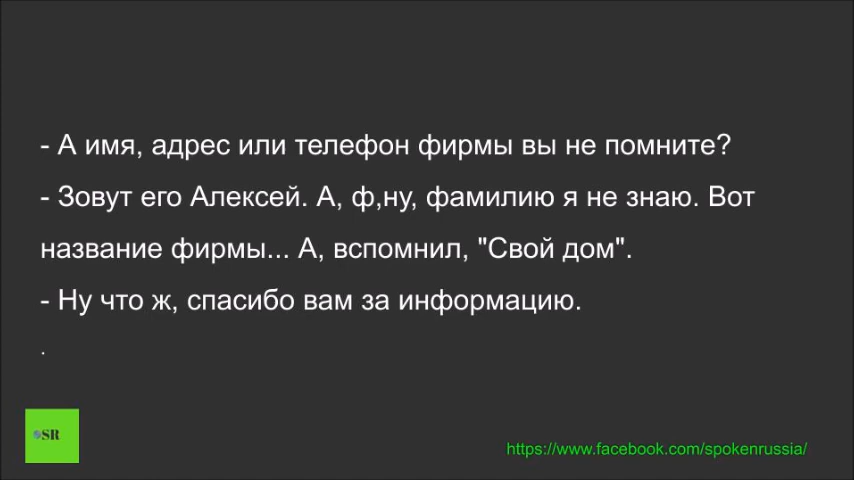 - А имя, адрес или телефон фирмы вы не помните?
- Зовут его Алексей. А, ф,ну, фамилию я не знаю. Вот
название фирмы... А, вспомнил, "Свой дом".
- Ну что ж, спасибо вам за информацию.
.
SR
https://www.facebook.com/spokenrussia/